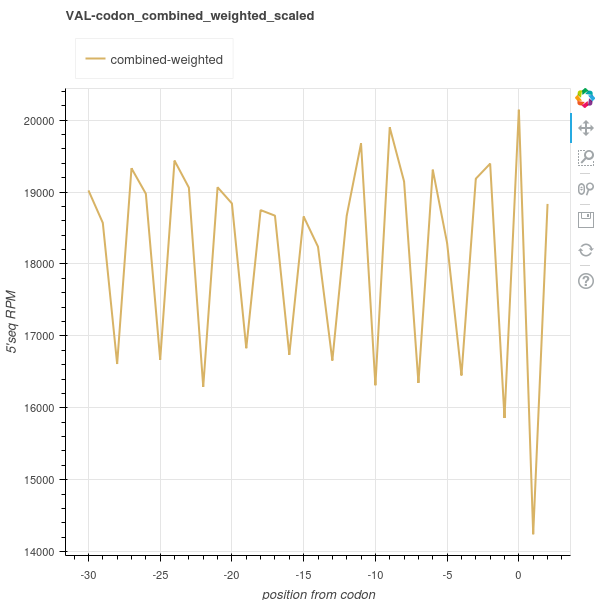 VAL-codon_combined_weighted_scaled
combined-weighted
20000
19000
18000
17000
16000
15000
14000
5'seq RPM
-30 -25 -20 -15 -10 -5 0
position from codon